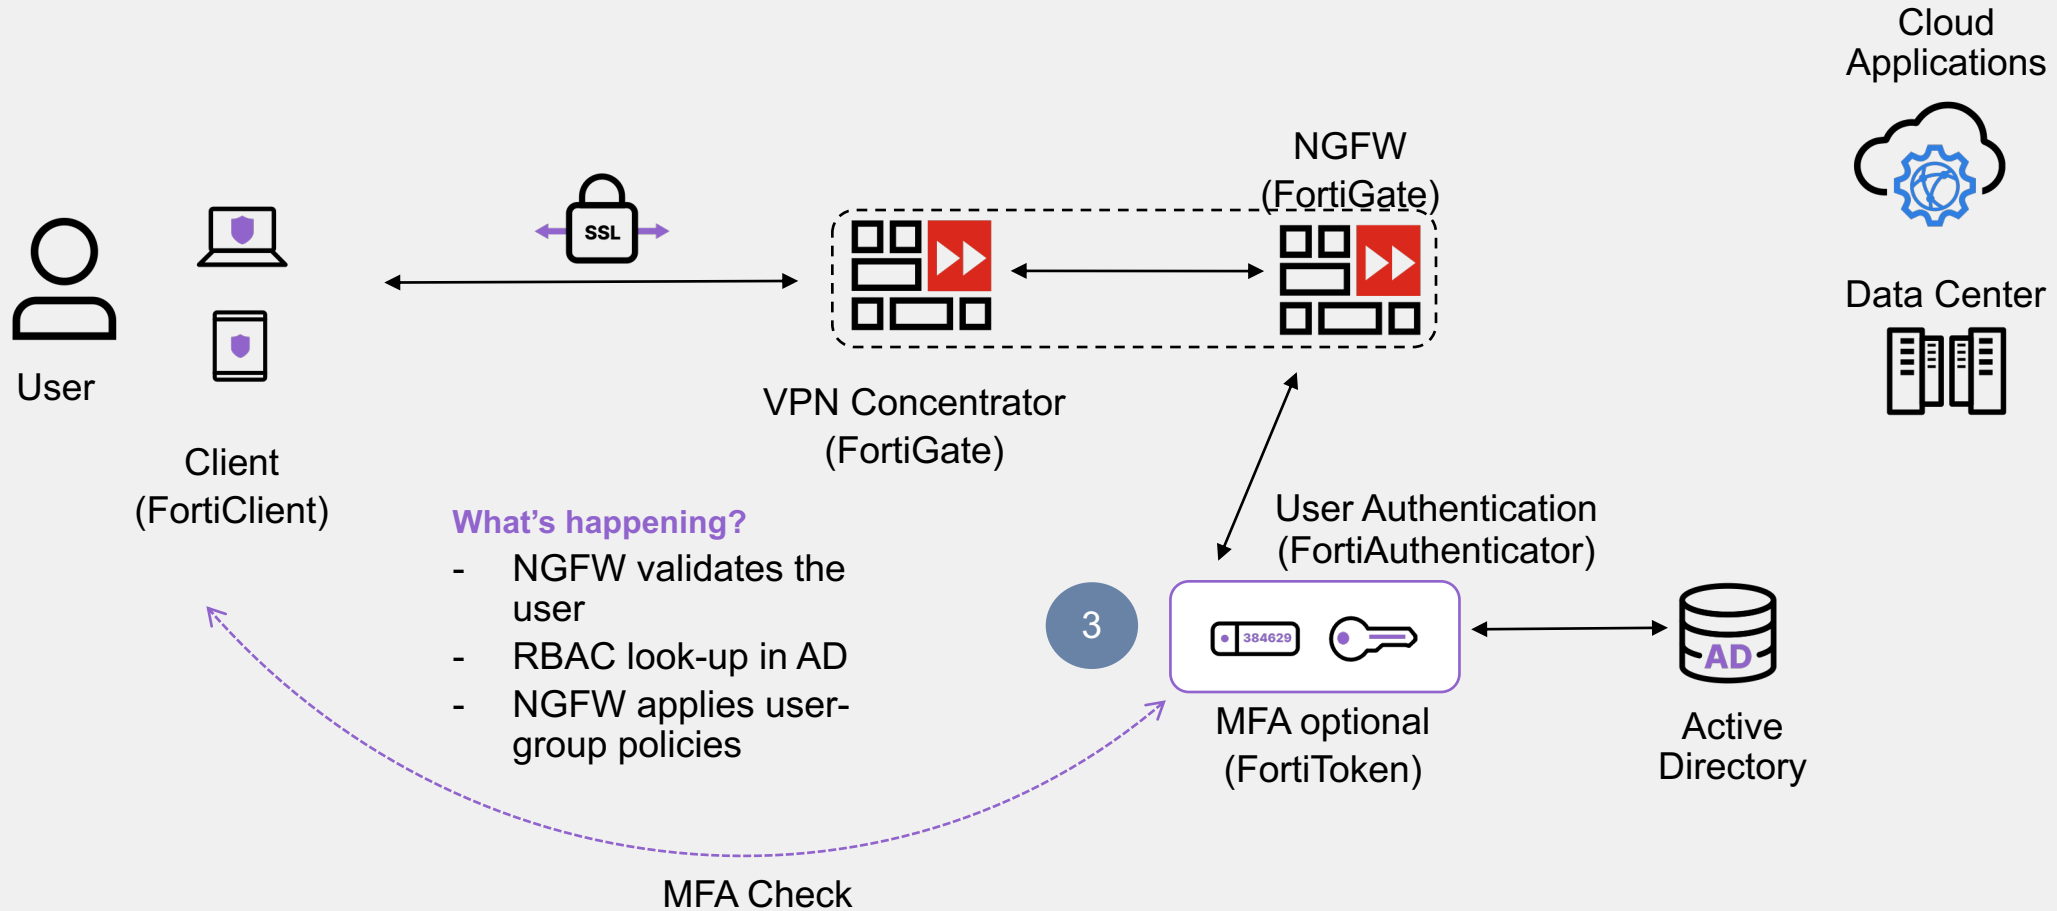 Cloud
Applications
NGFW
(FortiGate)
SSL
Data Center
User
VPN Concentrator
(FortiGate)
Client
(FortiClient)
What's happening?
- NGFW validates the
user
- RBAC look-up in AD
- NGFW applies user-
group policies
User Authentication
(FortiAuthenticator)
3
384629
AD
MFA optional
(FortiToken)
Active
Directory
MFA Check